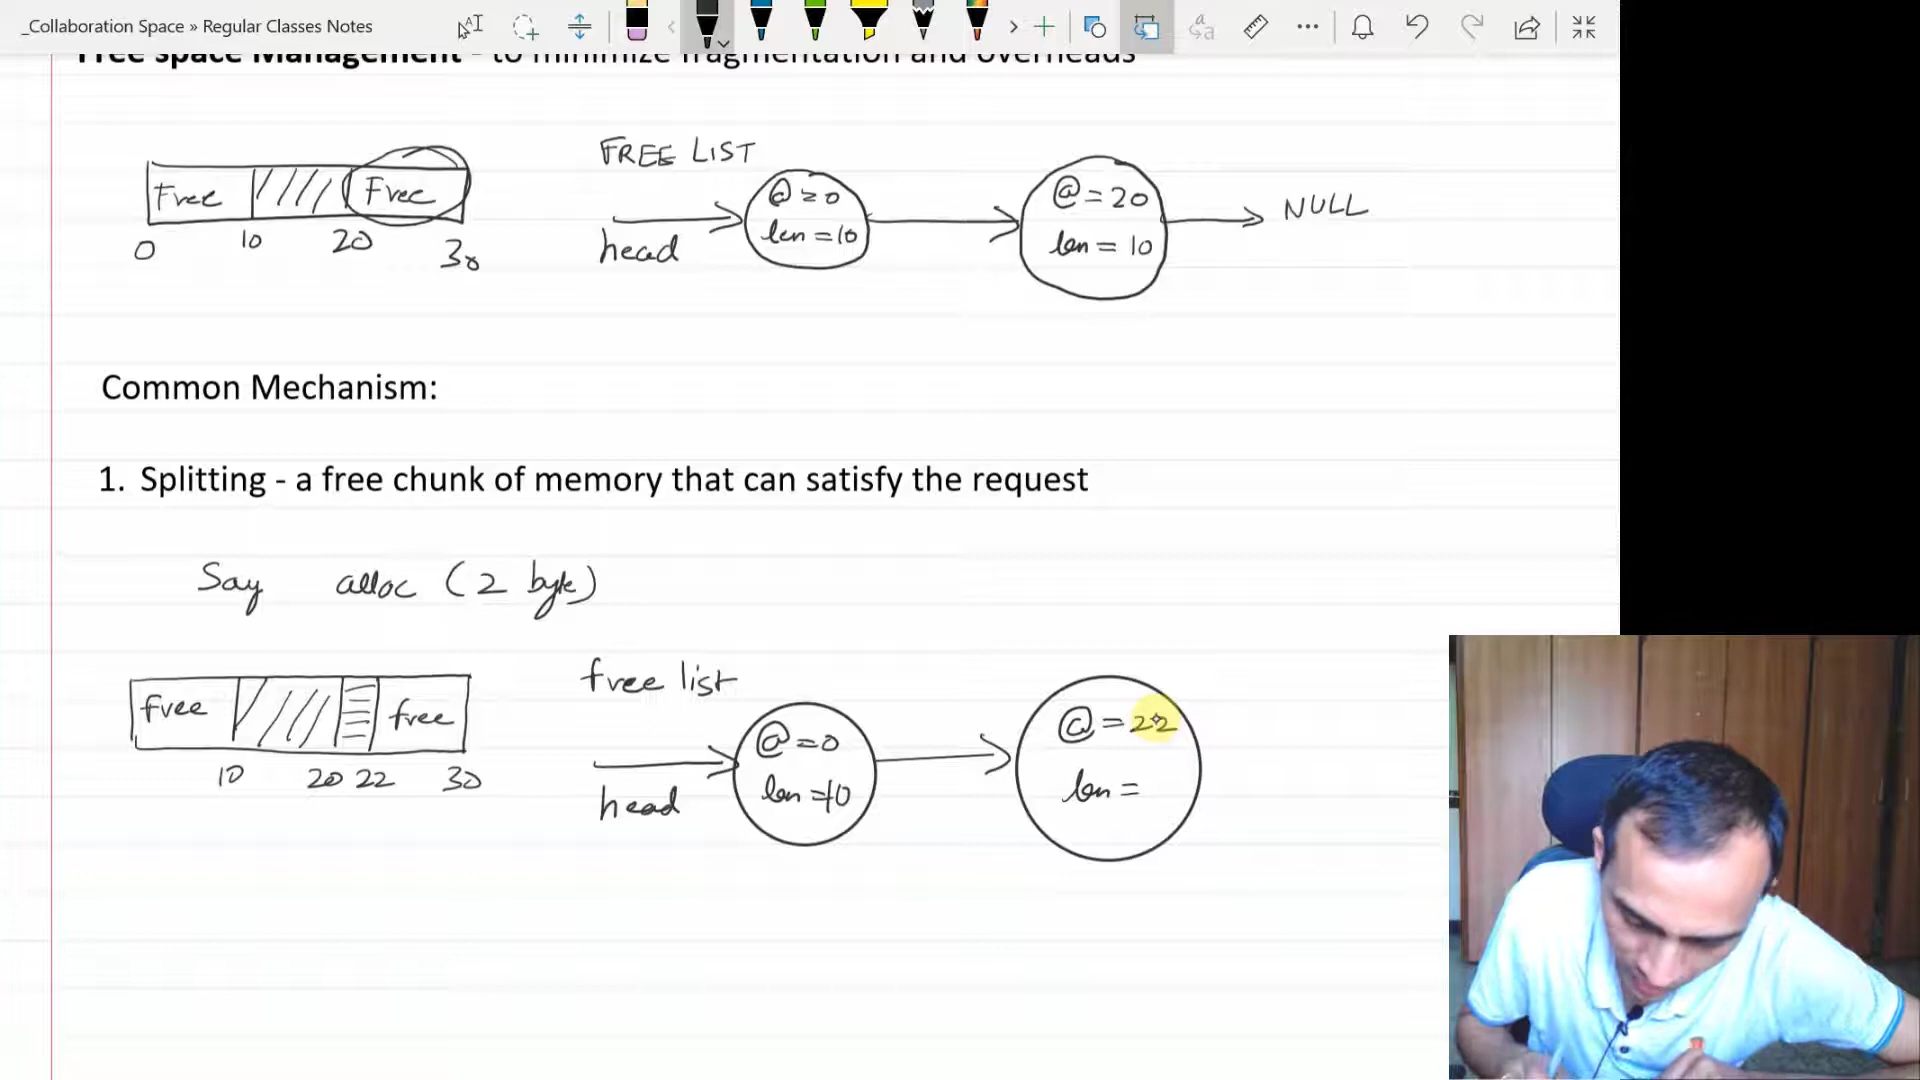 _Collaboration Space » Regular Classes Notes
Free space Management - to minimize fragmentation and overheads
FREE LIST
Free Free
0 10 20 30
head
@=0
len=10
@=20
len = 10
NULL
Common Mechanism:
1. Splitting - a free chunk of memory that can satisfy the request
Say alloc (2 byte)
free list
free free
10 20 22 30
head
@=0
len=10
@=22
len =